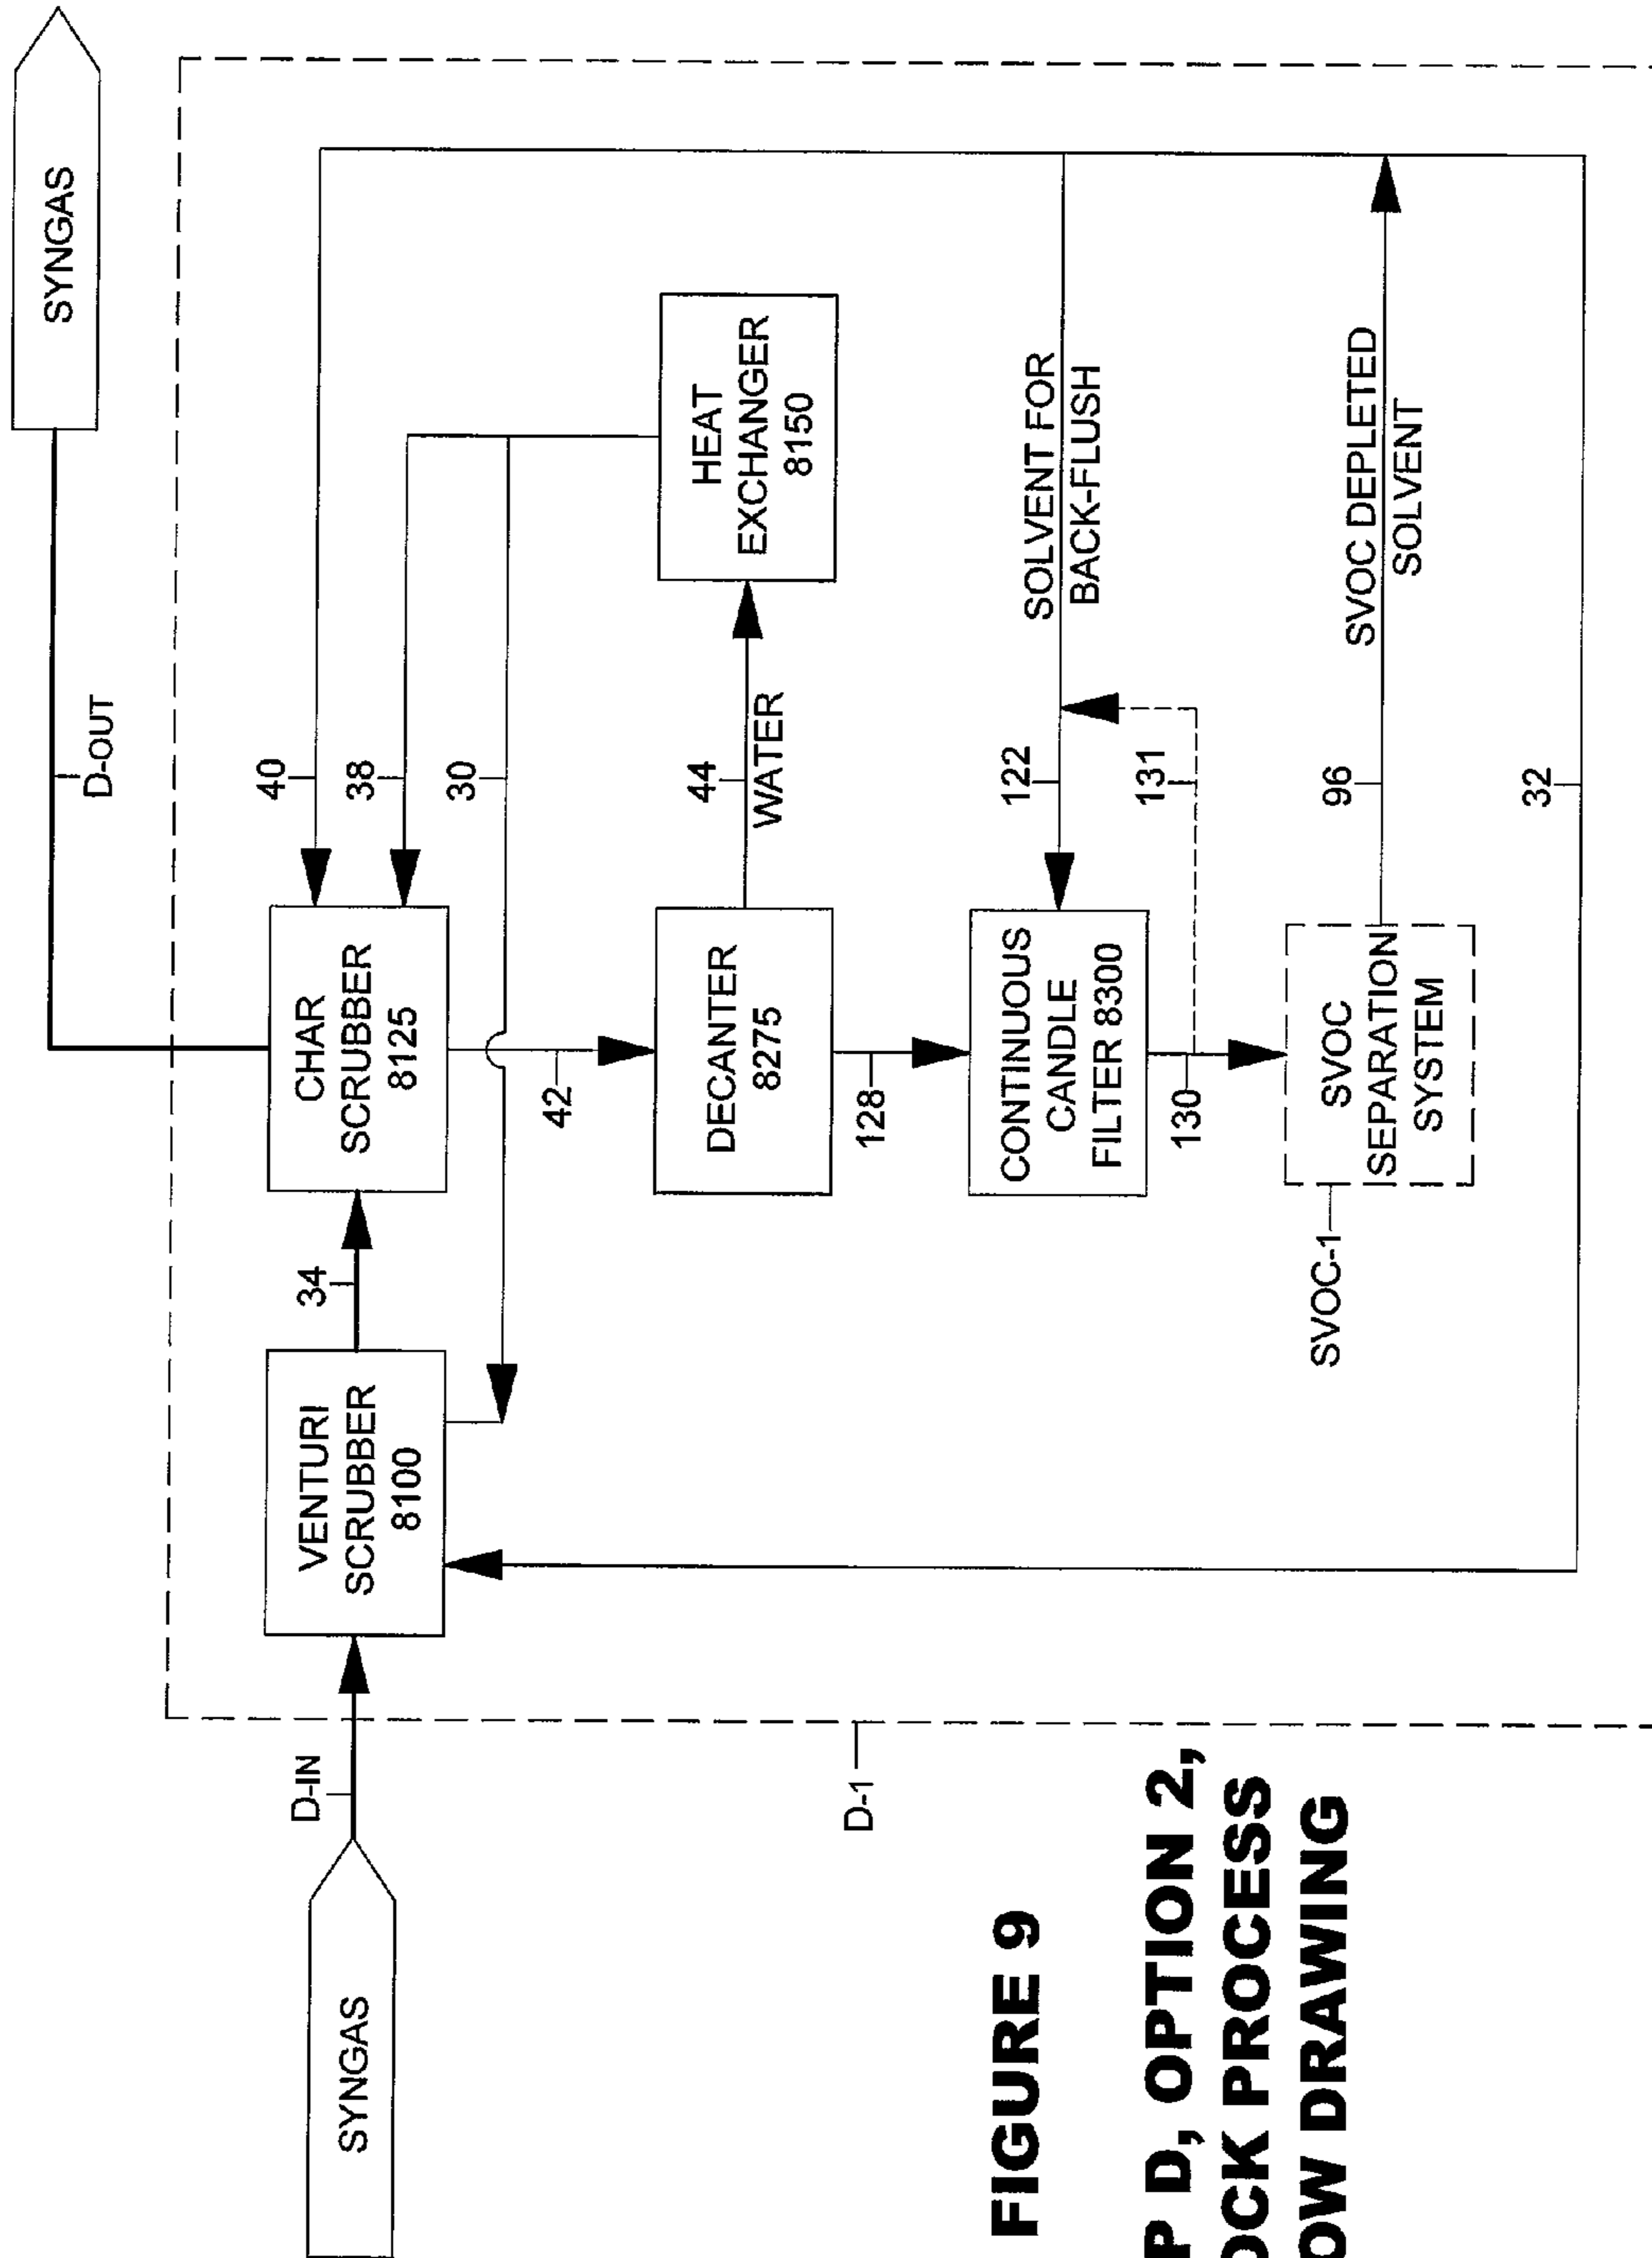 SYNGAS
D-IN
D-1
VENTURI
SCRUBBER
8100
34
CHAR
SCRUBBER
8125
D-OUT
SYNGAS
40
38
30
42
DECANTER
8275
44
WATER
HEAT
EXCHANGER
8150
128
CONTINUOUS
CANDLE
FILTER 8300
122
SOLVENT FOR
BACK-FLUSH
131
130
SVOC-1
SVOC
SEPARATION
SYSTEM
96
SVOC DEPLETED
SOLVENT
32
FIGURE 9
P D, OPTION 2,
OCK PROCESS
OW DRAWING